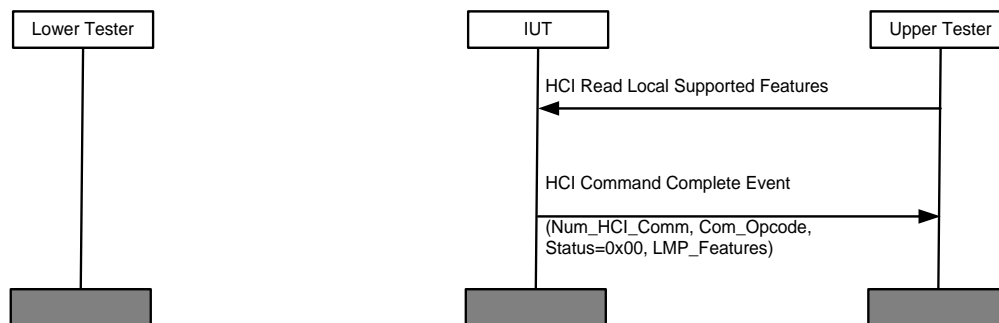 Lower Tester
IUT
Upper Tester
HCI Read Local Supported Features
HCI Command Complete Event
(Num_HCI_Comm, Com_Opcode,
Status=0x00, LMP_Features)